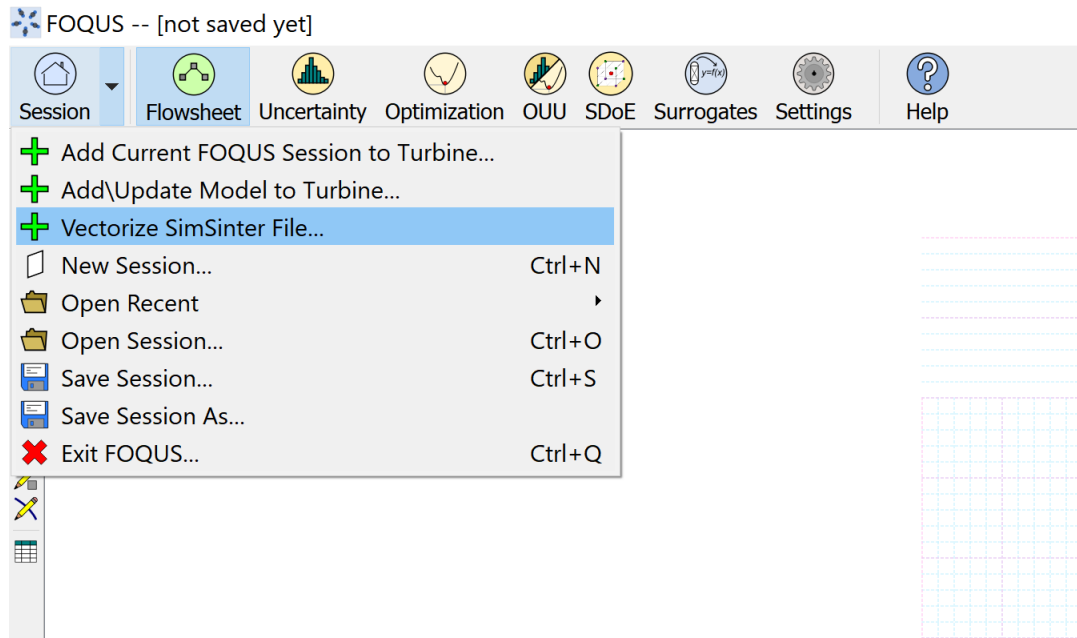 FOQUS -- [not saved yet]
Session Flowsheet Uncertainty Optimization OUU SDoE Surrogates Settings Help
y=f(x)
Add Current FOQUS Session to Turbine...
Add\Update Model to Turbine...
Vectorize SimSinter File...
New Session... Ctrl+N
Open Recent
Open Session... Ctrl+O
Save Session... Ctrl+S
Save Session As...
Exit FOQUS... Ctrl+Q